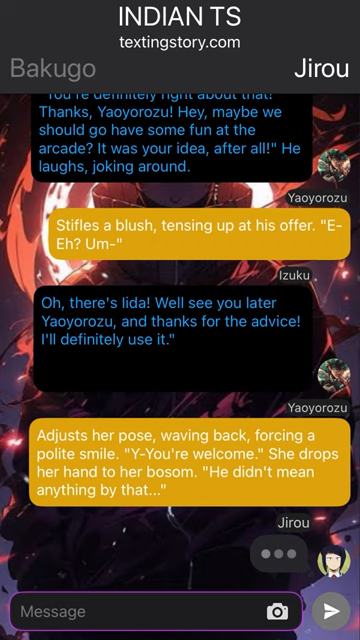 INDIAN TS
textingstory.com
Bakugo
Jirou
"You're definitely right about that!
Thanks, Yaoyorozu! Hey, maybe we
should go have some fun at the
arcade? It was your idea, after all!" He
laughs, joking around.
Yaoyorozu
Stifles a blush, tensing up at his offer. "E-
Eh? Um-"
Izuku
Oh, there's Iida! Well see you later
Yaoyorozu, and thanks for the advice!
I'll definitely use it."
Yaoyorozu
Adjusts her pose, waving back, forcing a
polite smile. "Y-You're welcome." She drops
her hand to her bosom. "He didn't mean
anything by that..."
Jirou
Message